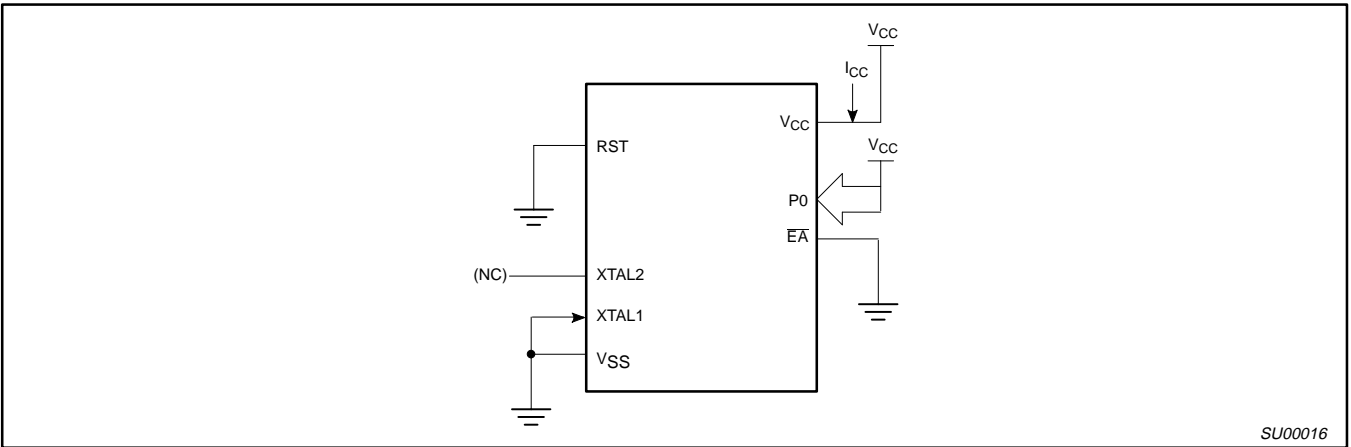 VCC
ICC
VCC
VCC
RST
P0
EA
(NC)
XTAL2
XTAL1
VSS
SU00016